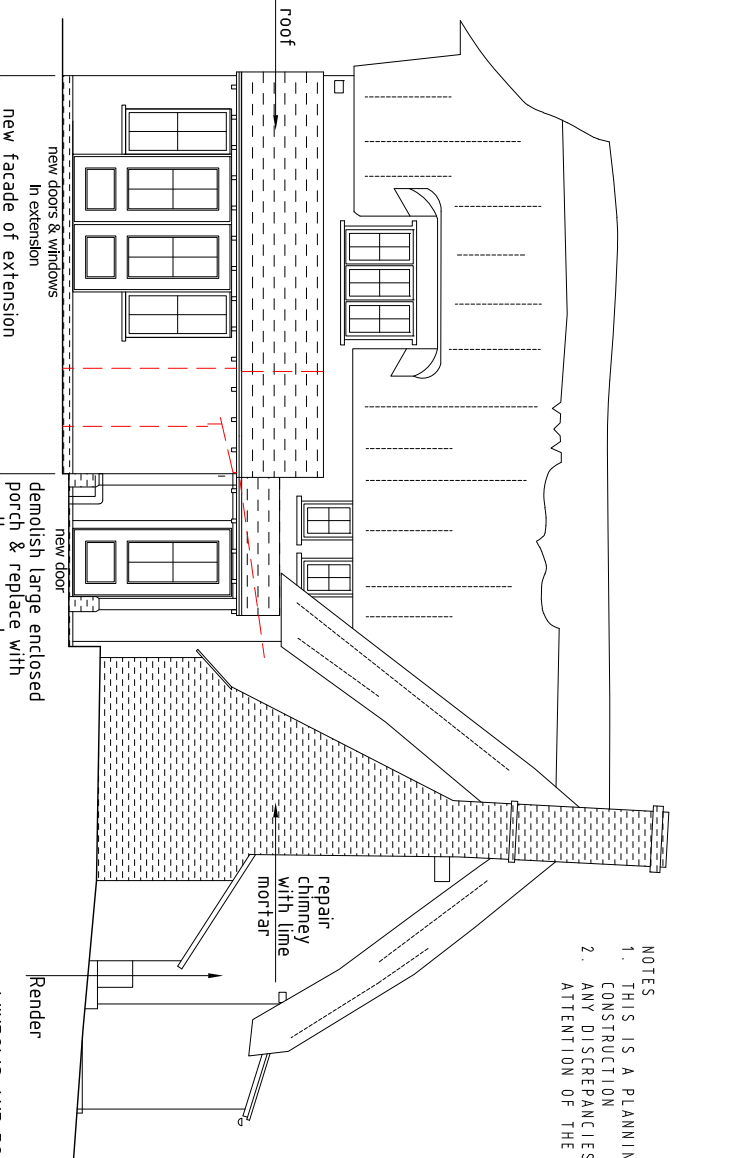 roof
new doors & windows
In extension
new facade of extension
new door
demolish large enclosed
porch & replace with
repair
chimney
with lime
mortar
Render
NOTES
1. THIS IS A PLANNIN
CONSTRUCTION
2. ANY DISCREPANCIES
ATTENTION OF THE